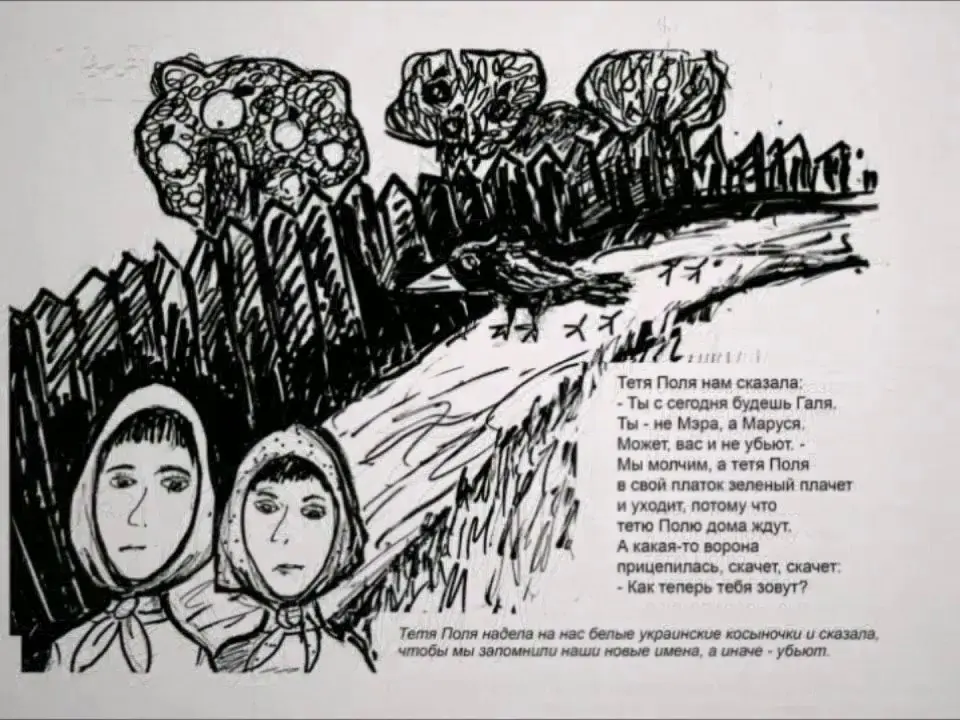 Тетя Поля нам сказала:
- Ты с сегодня будешь Галя.
Ты - не Мэра, а Маруся.
Может, вас и не убьют. -
Мы молчим, а тетя Поля
в свой платок зеленый плачет
и уходит, потому что
тетю Полю дома ждут.
А какая-то ворона
прицепилась, скачет, скачет:
- Как теперь тебя зовут?
Тетя Поля надела на нас белые украинские косыночки и сказала,
чтобы мы запомнили наши новые имена, а иначе - убьют.